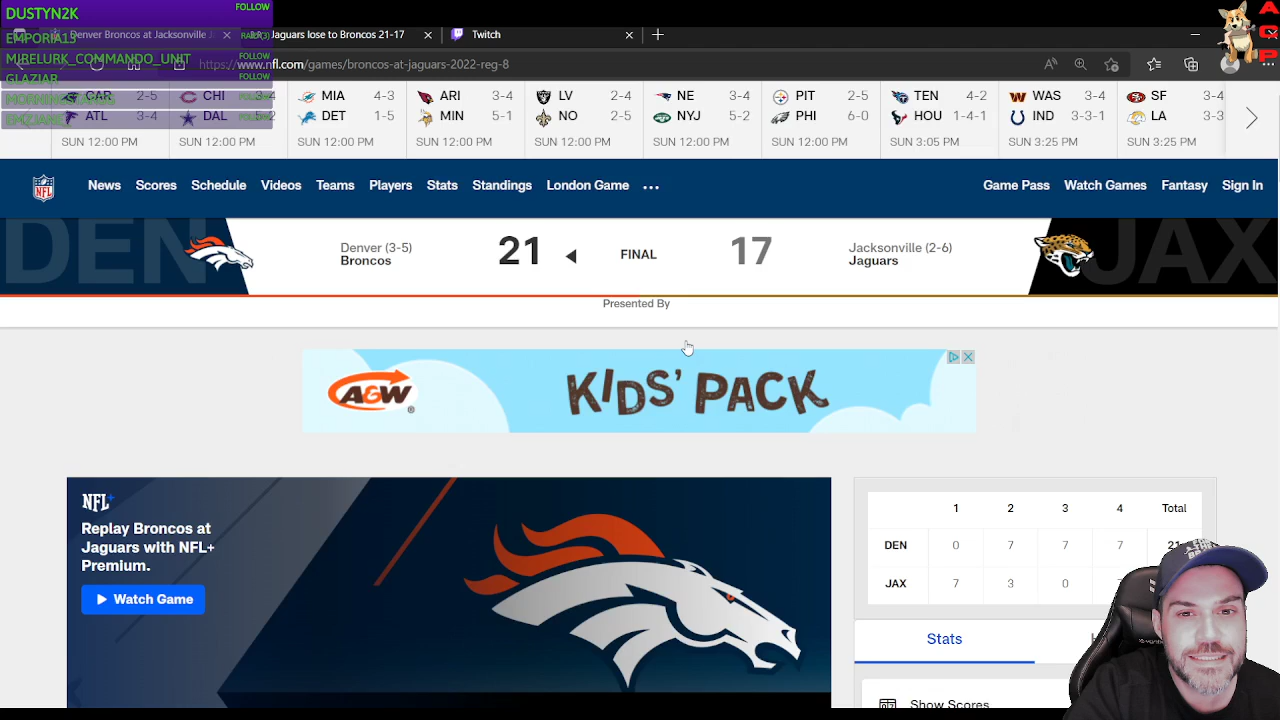 DUSTYN2K FOLLOW
EMPORIA13 RAID(3)
MIRELURK_COMMANDO_UNIT FOLLOW
GLAZIAR FOLLOW
Denver Broncos at Jacksonville J
Jaguars lose to Broncos 21-17
Twitch
https://www.nfl.com/games/broncos-at-jaguars-2022-reg-8
CAR 2-5 CHI MIA 4-3 ARI 3-4 LV 2-4 NE 3-4 PIT 2-5 TEN 4-2 WAS 3-4 SF 3-4
ATL 3-4 DAL 5-2 DET 1-5 MIN 5-1 NO 2-5 NYJ 5-2 PHI 6-0 HOU 1-4-1 IND 3-3-1 LA 3-3
SUN 12:00 PM SUN 12:00 PM SUN 12:00 PM SUN 12:00 PM SUN 12:00 PM SUN 12:00 PM SUN 12:00 PM SUN 3:05 PM SUN 3:25 PM SUN 3:25 PM
NFL News Scores Schedule Videos Teams Players Stats Standings London Game ... Game Pass Watch Games Fantasy Sign In
DEN Denver (3-5) 21 FINAL 17 Jacksonville (2-6) JAX
Broncos Jaguars
Presented By
A&W KIDS' PACK
NFL+
Replay Broncos at
Jaguars with NFL+
Premium.
Watch Game
1 2 3 4 Total
DEN 0 7 7 7 21
JAX 7 3 0
Stats
Show Scores
A
G
P